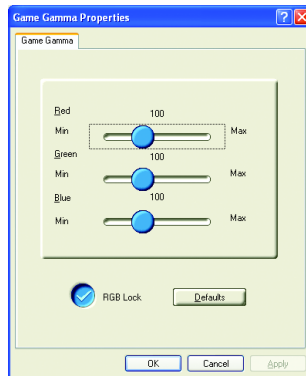 Game Gamma Properties
Game Gamma
Red
100
Min Max
Green
100
Min Max
Blue
100
Min Max
RGB Lock Defaults
OK Cancel Apply